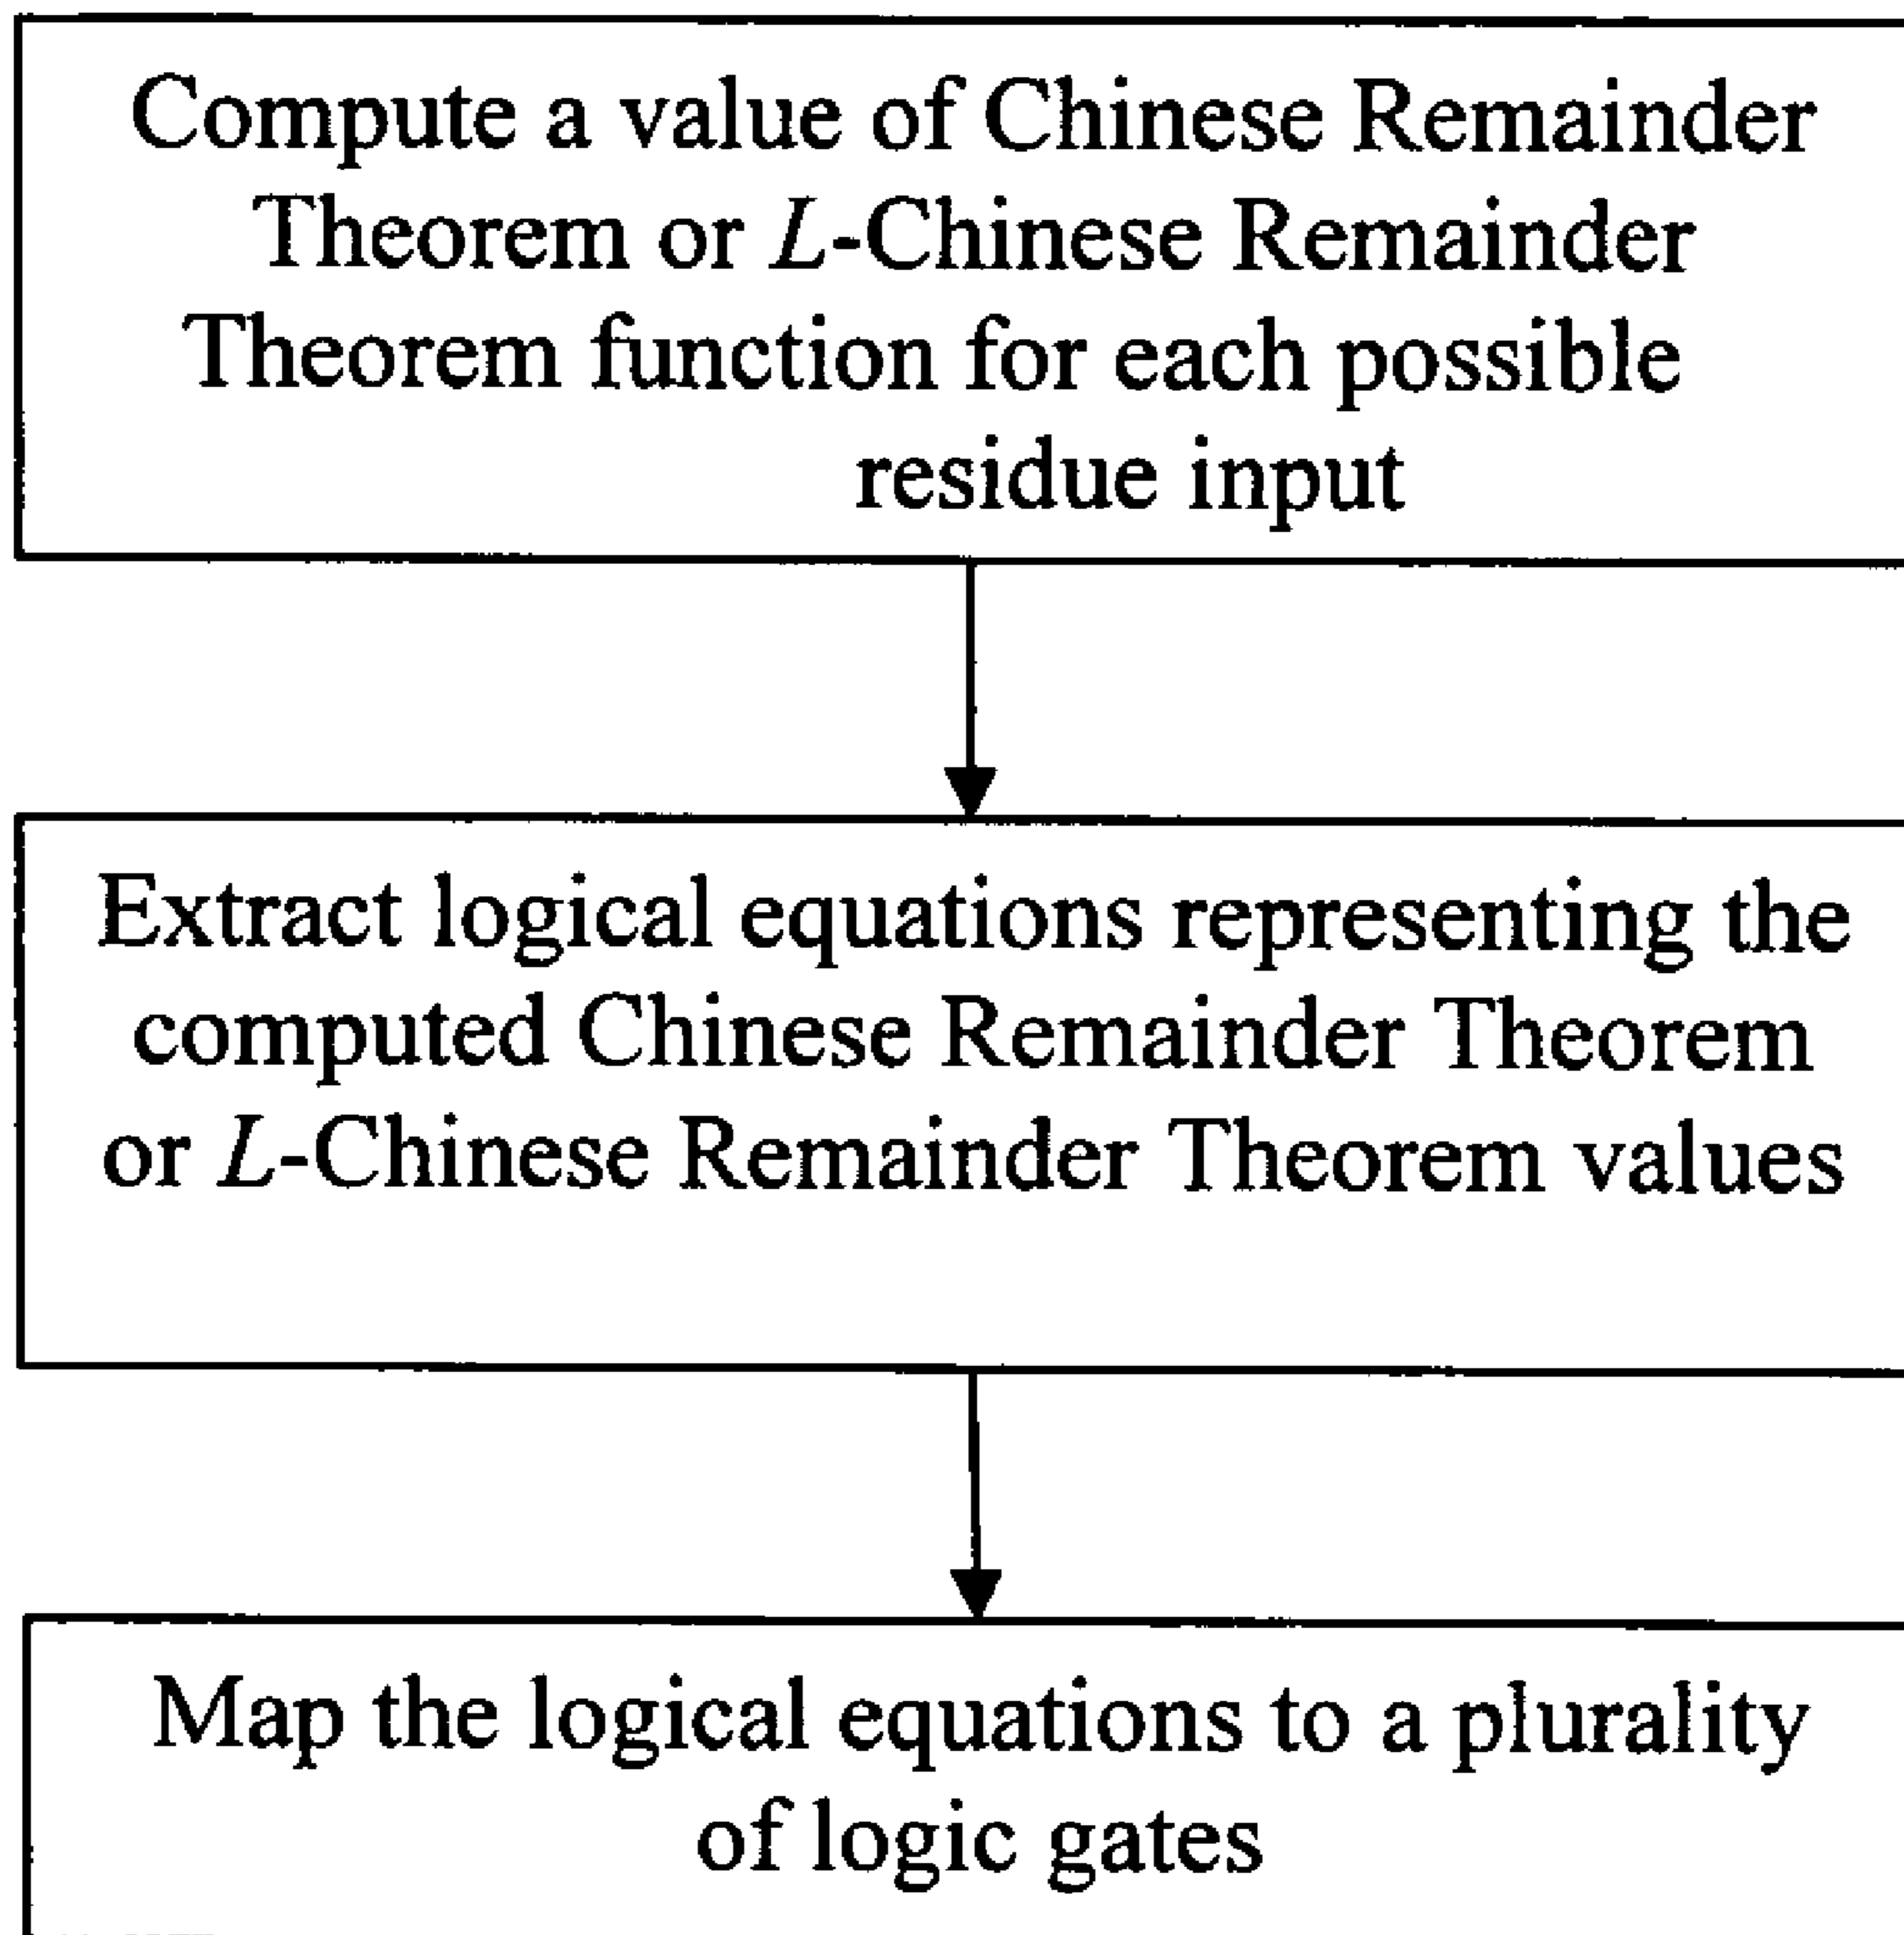 Compute a value of Chinese Remainder
Theorem or L-Chinese Remainder
Theorem function for each possible
residue input
Extract logical equations representing the
computed Chinese Remainder Theorem
or L-Chinese Remainder Theorem values
Map the logical equations to a plurality
of logic gates